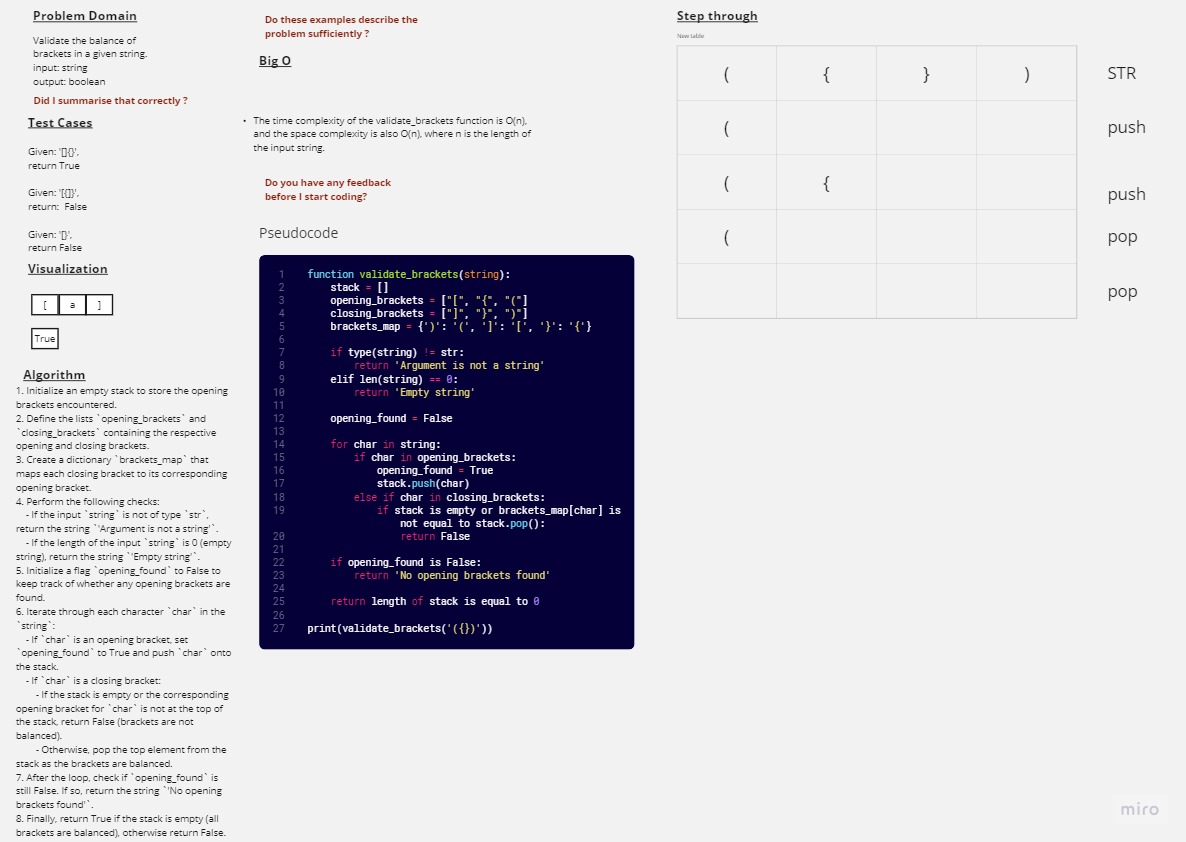 Problem Domain
Validate the balance of
brackets in a given string.
input: string
output: boolean
Did I summarise that correctly ?
Test Cases
Given: '[]{}',
return True
Given: '[{]}',
return: False
Given: '[}',
return False
Visualization
[ a ]
True
Algorithm
1. Initialize an empty stack to store the opening
brackets encountered.
2. Define the lists `opening_brackets` and
`closing_brackets` containing the respective
opening and closing brackets.
3. Create a dictionary `brackets_map` that
maps each closing bracket to its corresponding
opening bracket.
4. Perform the following checks:
- If the input `string` is not of type `str`,
return the string `'Argument is not a string'`.
- If the length of the input `string` is 0 (empty
string), return the string `'Empty string'`.
5. Initialize a flag `opening_found` to False to
keep track of whether any opening brackets are
found.
6. Iterate through each character `char` in the
`string`:
- If `char` is an opening bracket, set
`opening_found` to True and push `char` onto
the stack.
- If `char` is a closing bracket:
- If the stack is empty or the corresponding
opening bracket for `char` is not at the top of
the stack, return False (brackets are not
balanced).
- Otherwise, pop the top element from the
stack as the brackets are balanced.
7. After the loop, check if `opening_found` is
still False. If so, return the string `'No opening
brackets found'`.
8. Finally, return True if the stack is empty (all
brackets are balanced), otherwise return False.
Do these examples describe the
problem sufficiently ?
Big O
• The time complexity of the validate_brackets function is O(n),
and the space complexity is also O(n), where n is the length of
the input string.
Do you have any feedback
before I start coding?
Pseudocode
1 function validate_brackets(string):
2 stack = []
3 opening_brackets = ["[", "{", "("]
4 closing_brackets = ["]", "}", ")"]
5 brackets_map = {')': '(', ']': '[', '}': '{'}
6
7 if type(string) != str:
8 return 'Argument is not a string'
9 elif len(string) == 0:
10 return 'Empty string'
11
12 opening_found = False
13
14 for char in string:
15 if char in opening_brackets:
16 opening_found = True
17 stack.push(char)
18 else if char in closing_brackets:
19 if stack is empty or brackets_map[char] is
not equal to stack.pop():
20 return False
21
22 if opening_found is False:
23 return 'No opening brackets found'
24
25 return length of stack is equal to 0
26
27 print(validate_brackets('({})'))
Step through
New table
( { } ) STR
( push
( { push
( pop
pop
miro